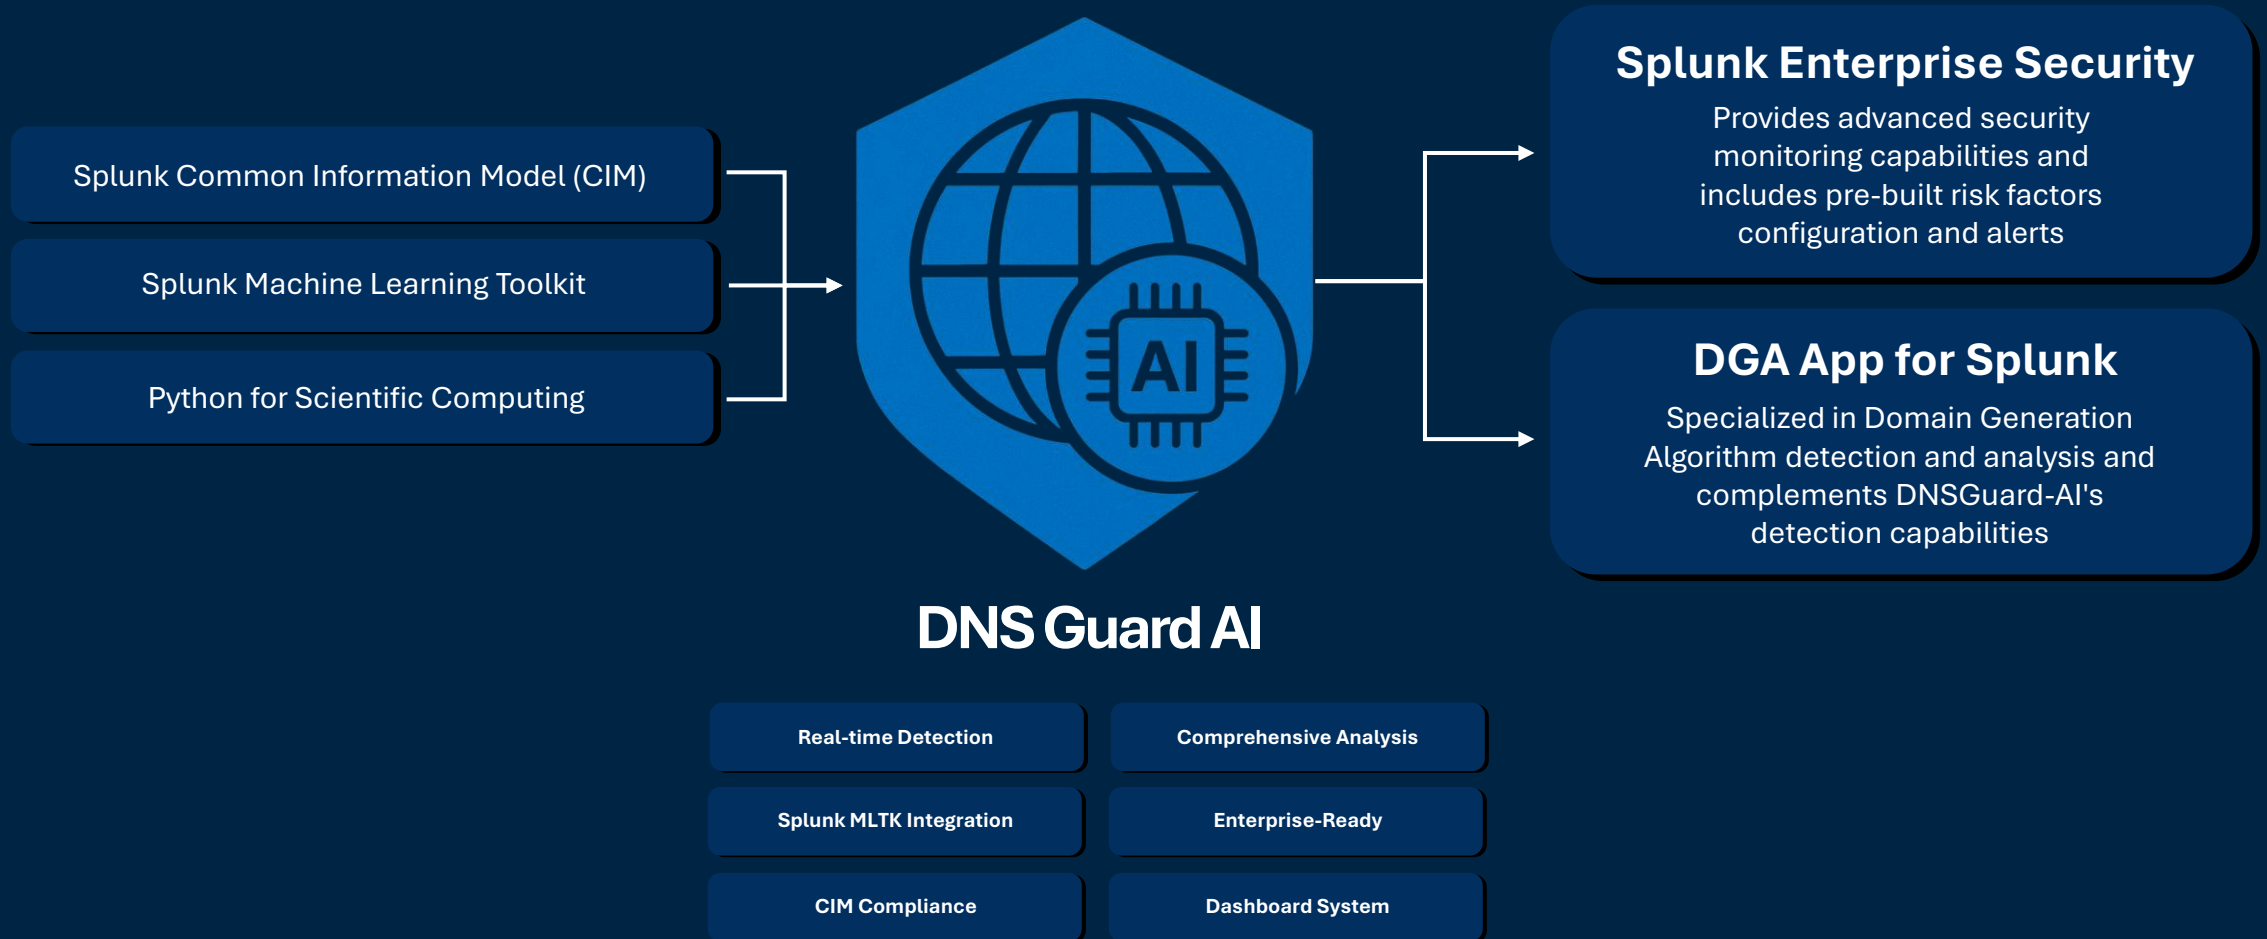 Splunk Common Information Model (CIM)
Splunk Machine Learning Toolkit
Python for Scientific Computing
AI
DNS Guard AI
Splunk Enterprise Security
Provides advanced security
monitoring capabilities and
includes pre-built risk factors
configuration and alerts
DGA App for Splunk
Specialized in Domain Generation
Algorithm detection and analysis and
complements DNSGuard-AI's
detection capabilities
Real-time Detection
Comprehensive Analysis
Splunk MLTK Integration
Enterprise-Ready
CIM Compliance
Dashboard System